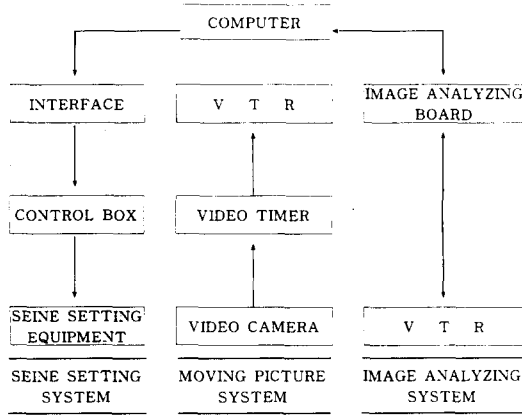 COMPUTER
INTERFACE
V T R
IMAGE ANALYZING
BOARD
CONTROL BOX
VIDEO TIMER
SEINE SETTING
EQUIPMENT
VIDEO CAMERA
V T R
SEINE SETTING
SYSTEM
MOVING PICTURE
SYSTEM
IMAGE ANALYZING
SYSTEM